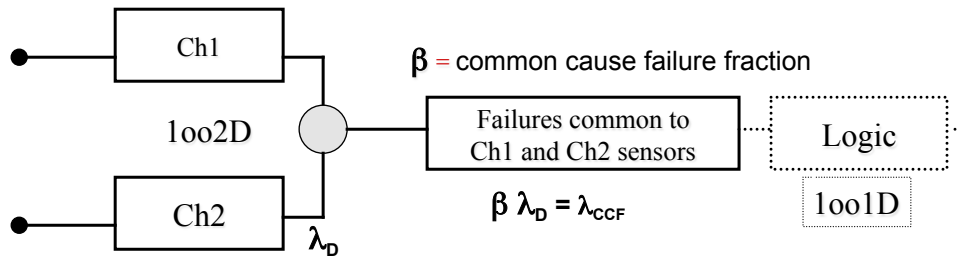 Ch1
β = common cause failure fraction
1oo2D
Failures common to
Ch1 and Ch2 sensors
Logic
Ch2
λD
β λD = λCCF
1oo1D